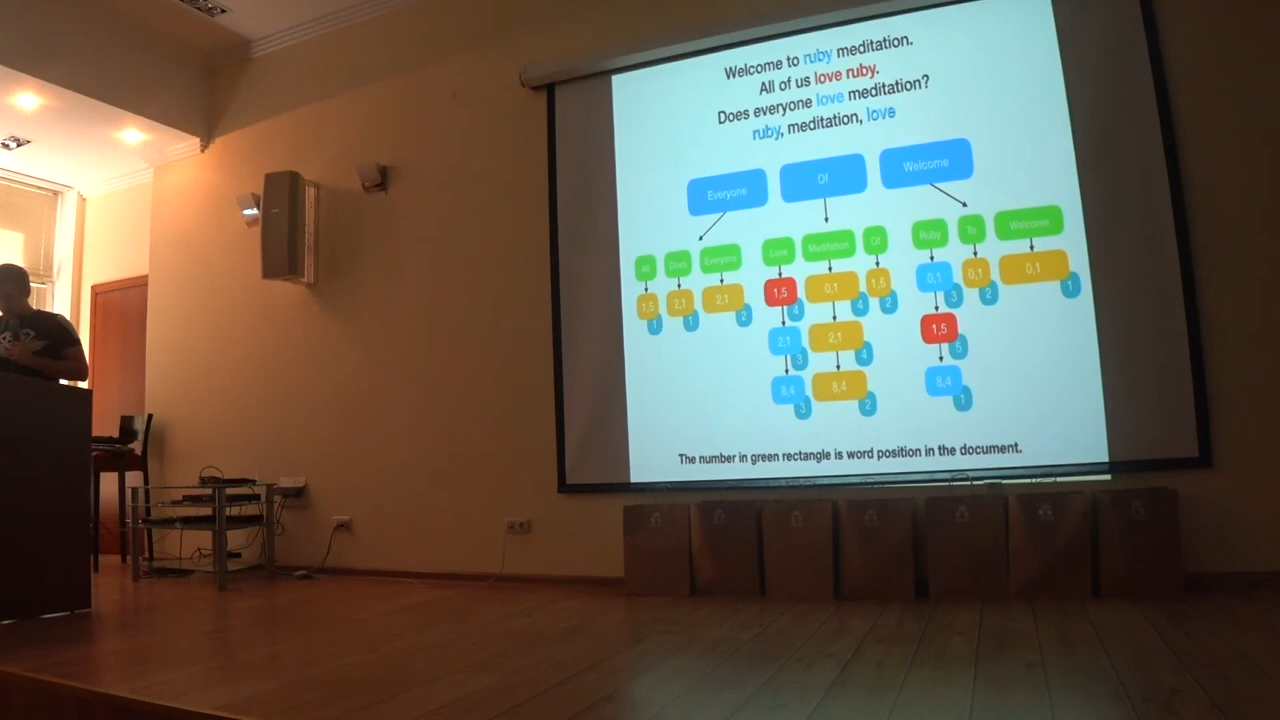 Welcome to ruby meditation.
All of us love ruby.
Does everyone love meditation?
ruby, meditation, love
Everyone Of Welcome
All Does Everyone Love Meditation Of Ruby To Welcome
1,5 2,1 2,1 1,5 0,1 1,5 0,1 0,1 0,1
1 1 2 4 4 2 3 2 1
2,1 2,1 1,5
3 4 5
8,4 8,4 8,4
3 2 1
The number in green rectangle is word position in the document.